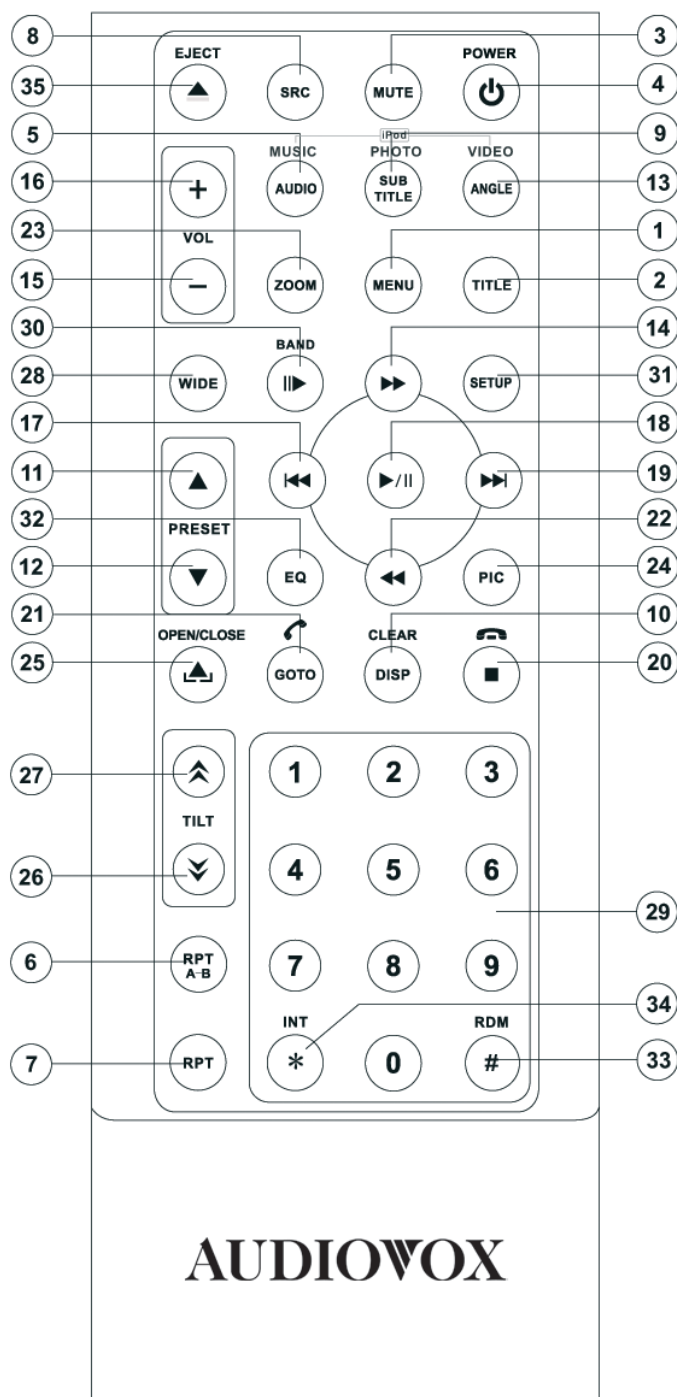 8 3
EJECT POWER
35 SRC MUTE 4
5 iPod 9
MUSIC PHOTO VIDEO
16 + AUDIO SUB TITLE ANGLE 13
23 VOL 1
15 − ZOOM MENU TITLE 2
30 BAND 14
28 WIDE SETUP 31
17 18
11 ▶/II 19
32 PRESET 22
12 EQ PIC 24
21 10
OPEN/CLOSE CLEAR
25 GOTO DISP 20
27 1 2 3
TILT
26 4 5 6
29
6 RPT A-B 7 8 9
INT RDM 34
7 RPT * 0 # 33
AUDIOVOX